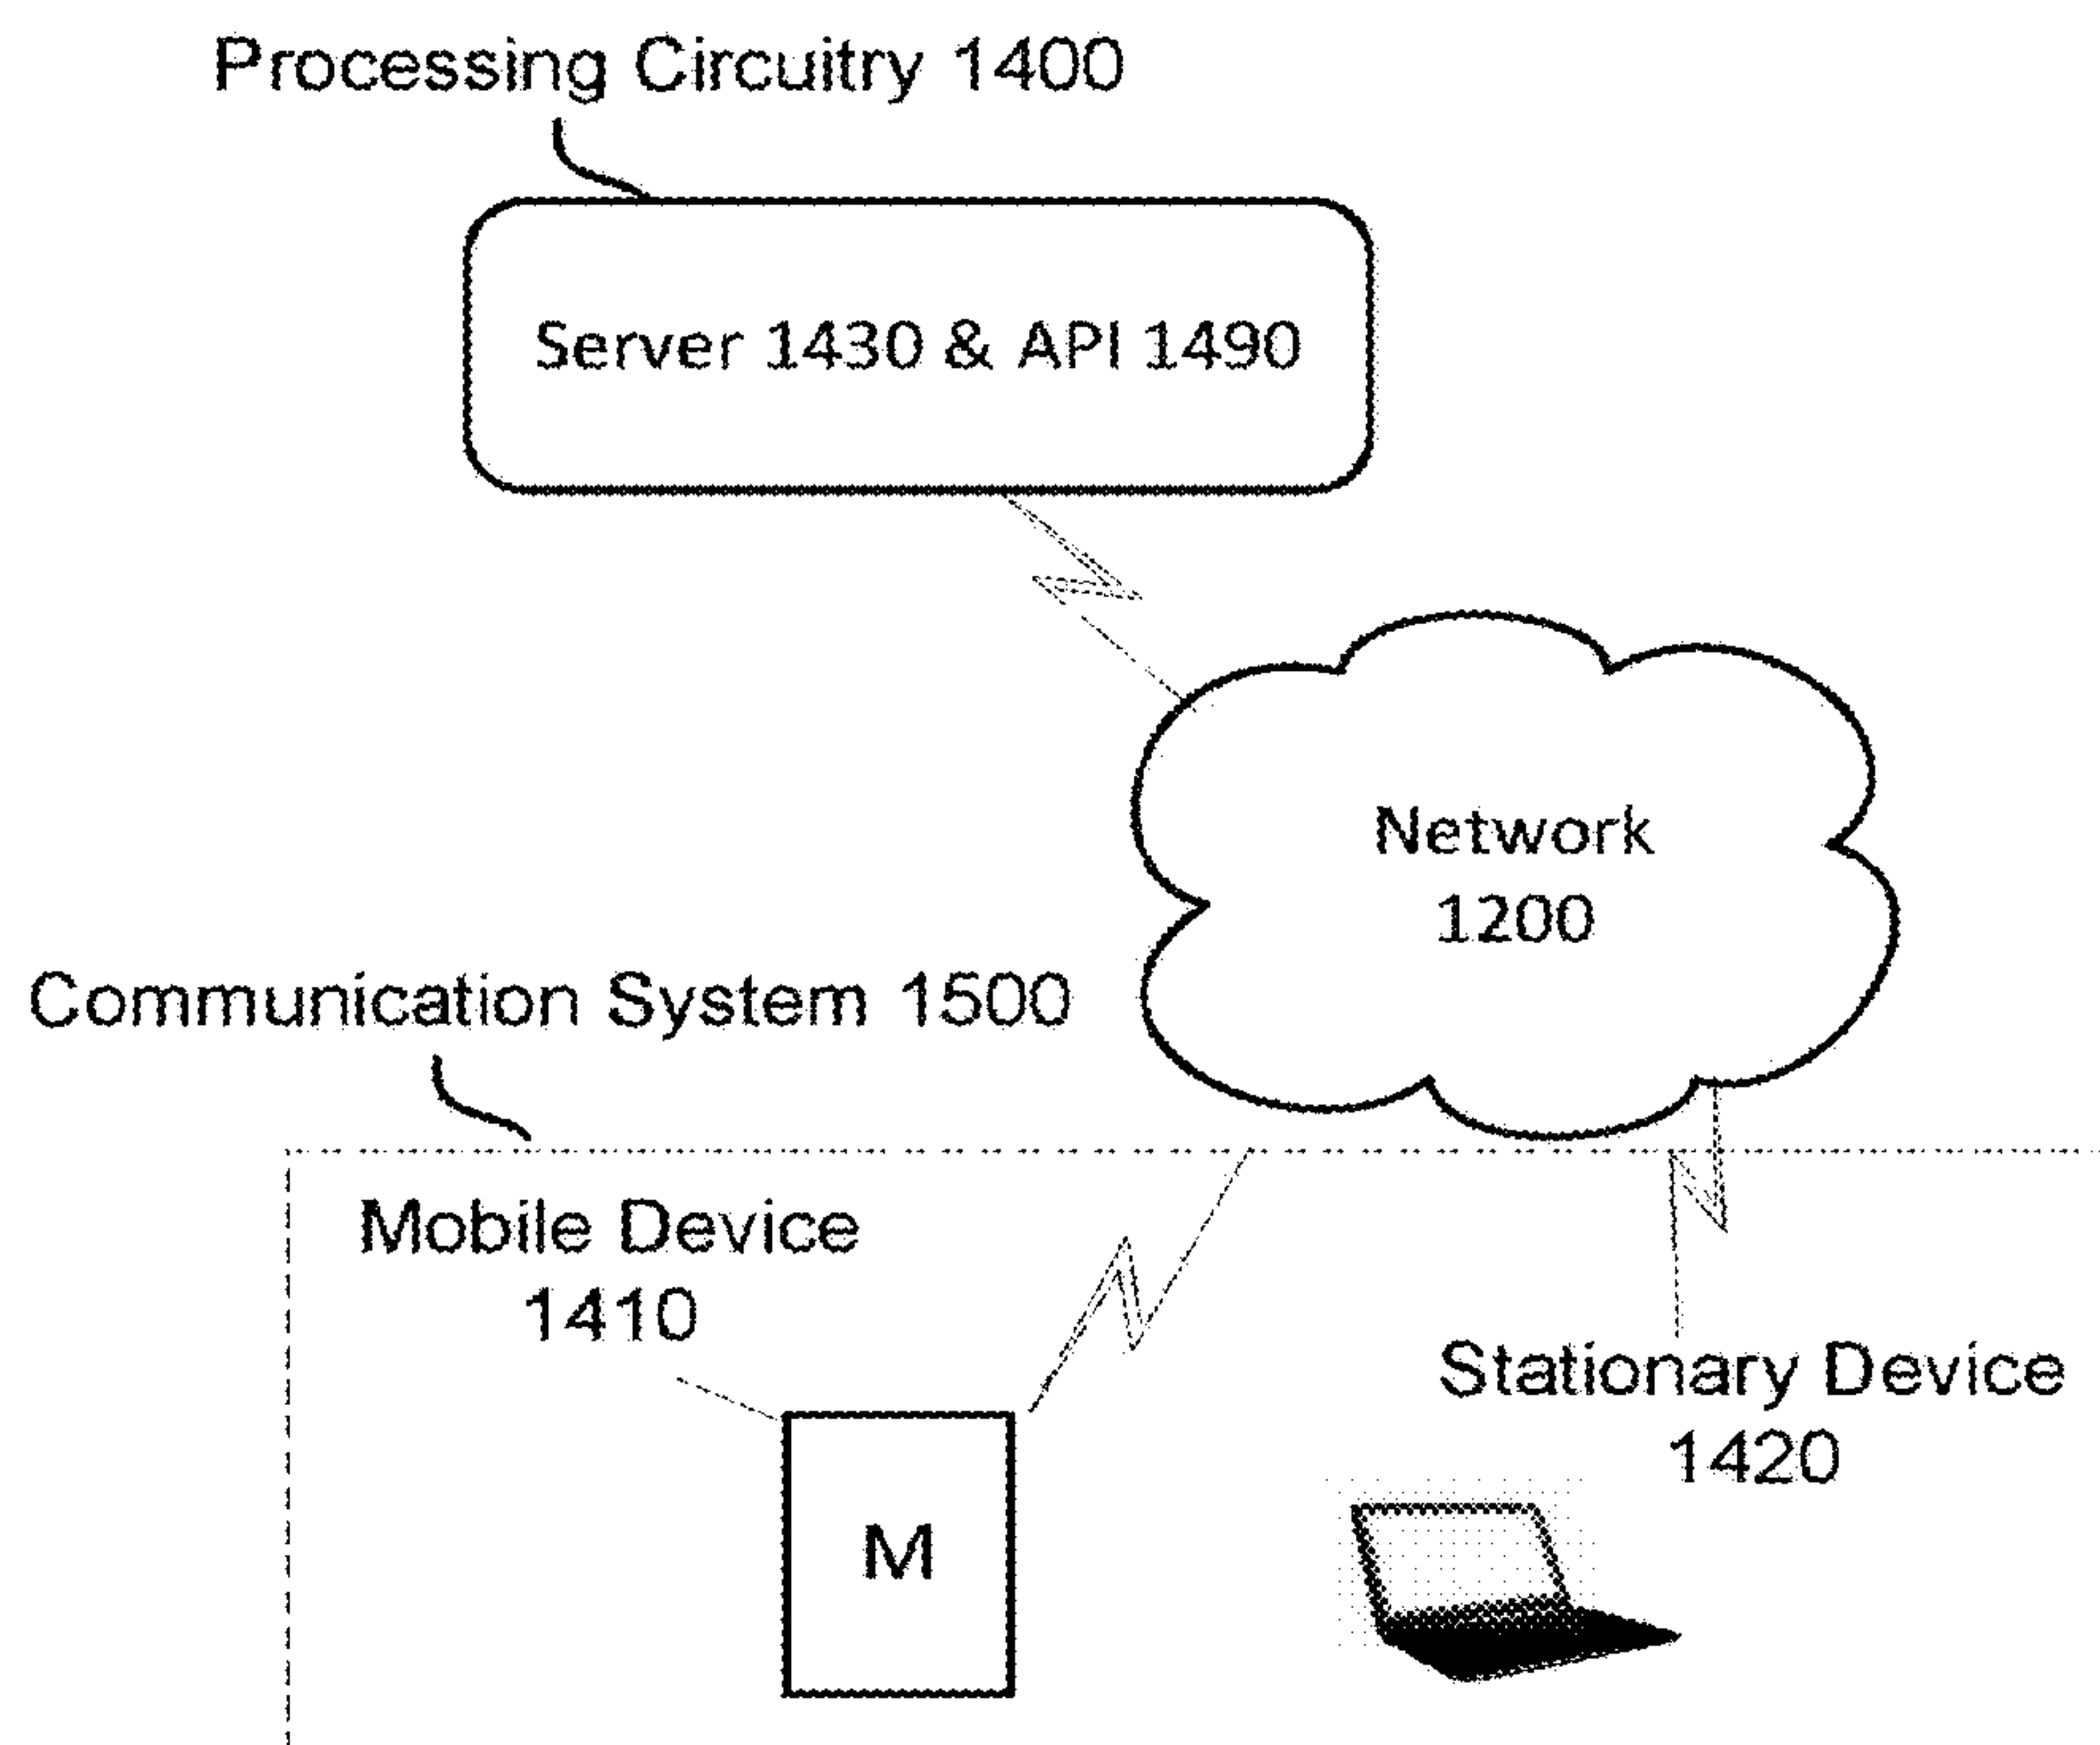 Processing Circuitry 1400
Server 1430 & API 1490
Network
1200
Communication System 1500
Mobile Device
1410
Stationary Device
1420
M